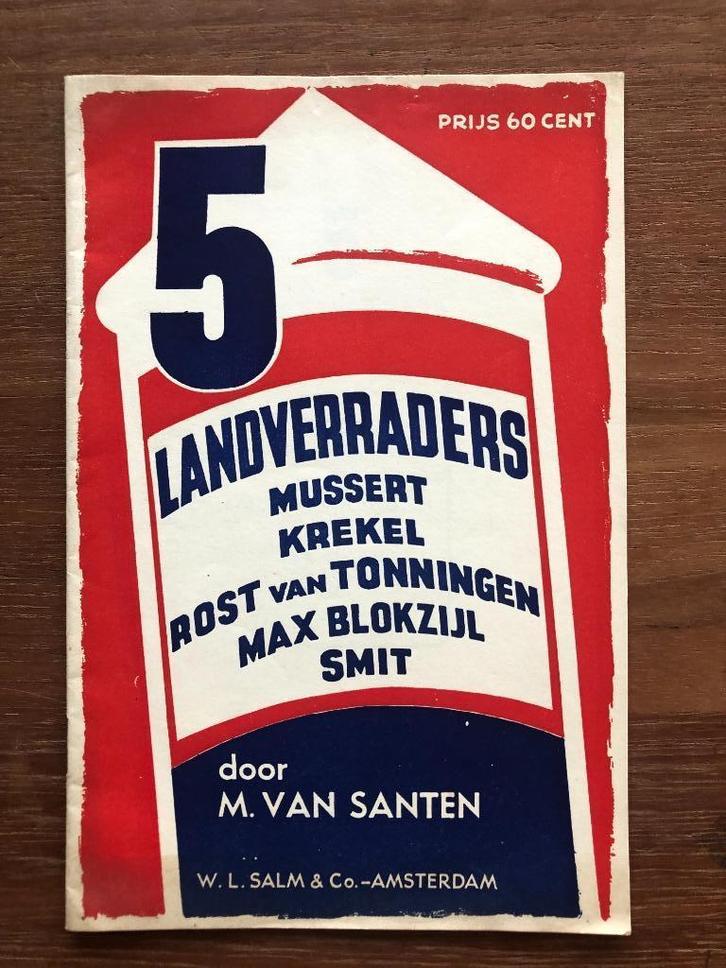 PRIJS 60 CENT
5
LANDVERRADERS
MUSSERT
KREKEL
ROST VAN TONNINGEN
MAX BLOKZIJL
SMIT
door
M. VAN SANTEN
W. L. SALM & Co.-AMSTERDAM